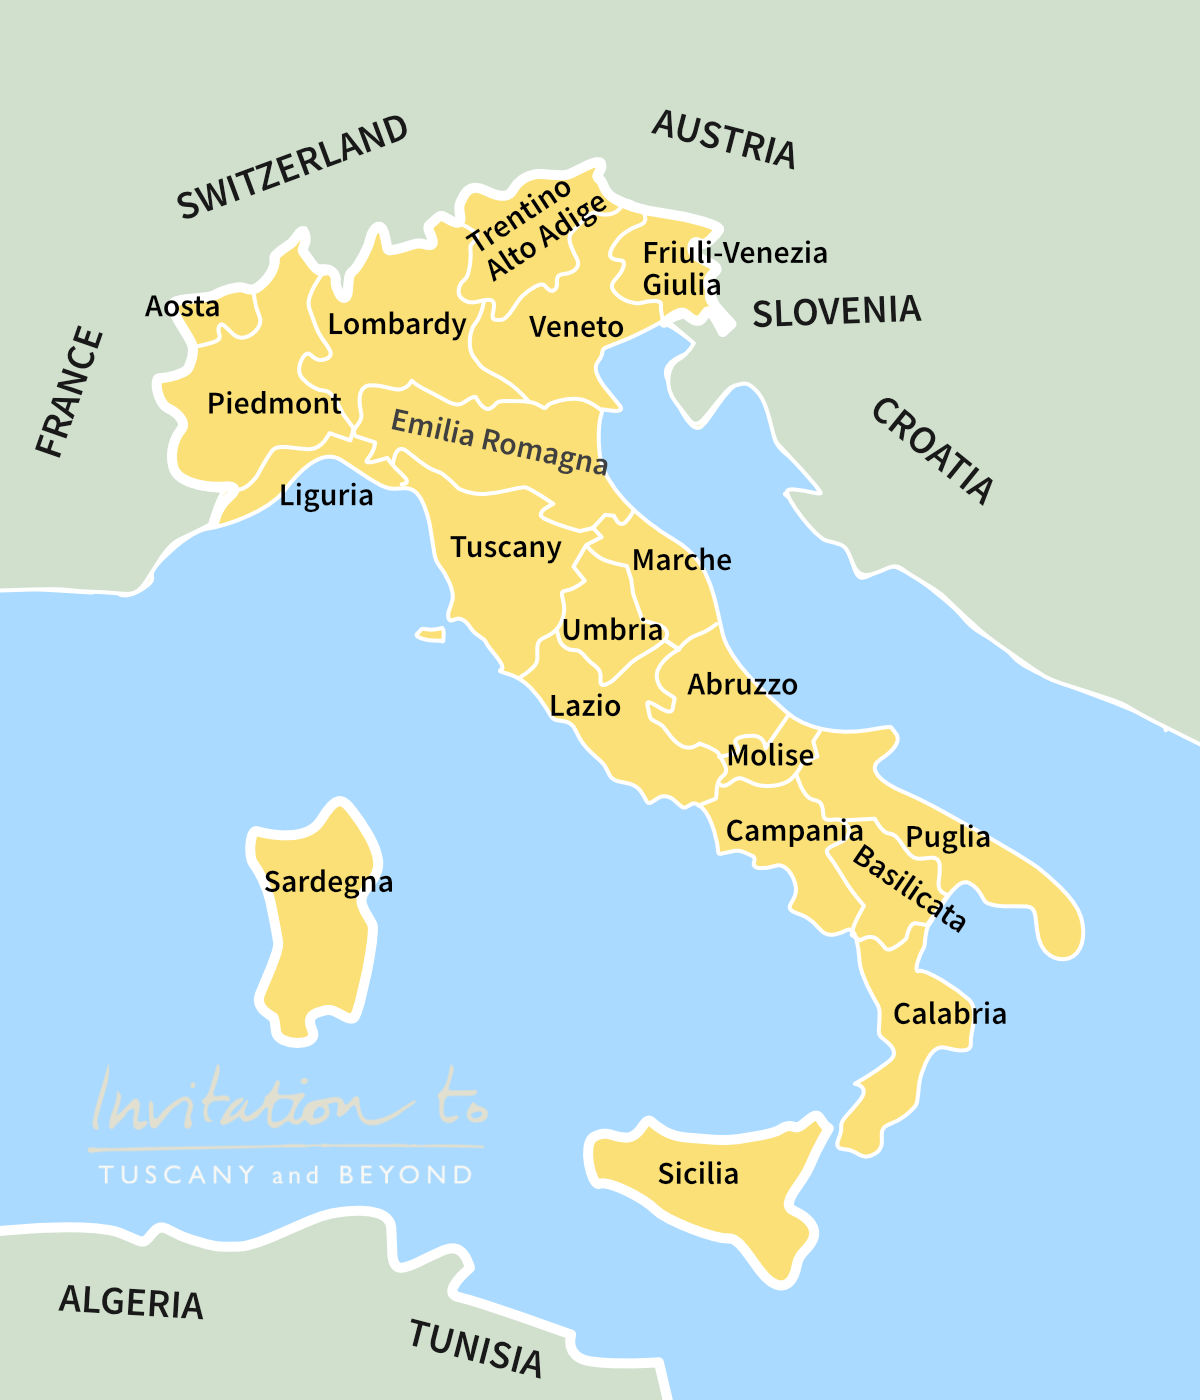 AUSTRIA
SWITZERLAND
Trentino
Alto Adige
Friuli-Venezia
Giulia
Aosta
SLOVENIA
Lombardy
Veneto
FRANCE
Piedmont
Emilia Romagna
CROATIA
Liguria
Tuscany
Marche
Umbria
Abruzzo
Lazio
Molise
Campania
Puglia
Basilicata
Sardegna
Calabria
Invitation to
TUSCANY and BEYOND
Sicilia
ALGERIA
TUNISIA